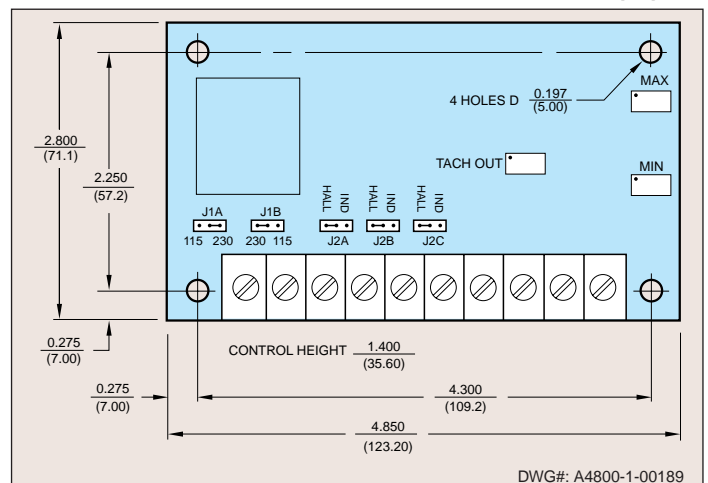 MAX
4 HOLES D 0.197
(5.00)
2.800
(71.1)
TACH OUT
MIN
2.250
(57.2)
HALL IND HALL IND HALL IND
J1A J1B
115 230 230 115 J2A J2B J2C
0.275
(7.00)
CONTROL HEIGHT 1.400
(35.60)
0.275
(7.00)
4.300
(109.2)
4.850
(123.20)
DWG#: A4800-1-00189